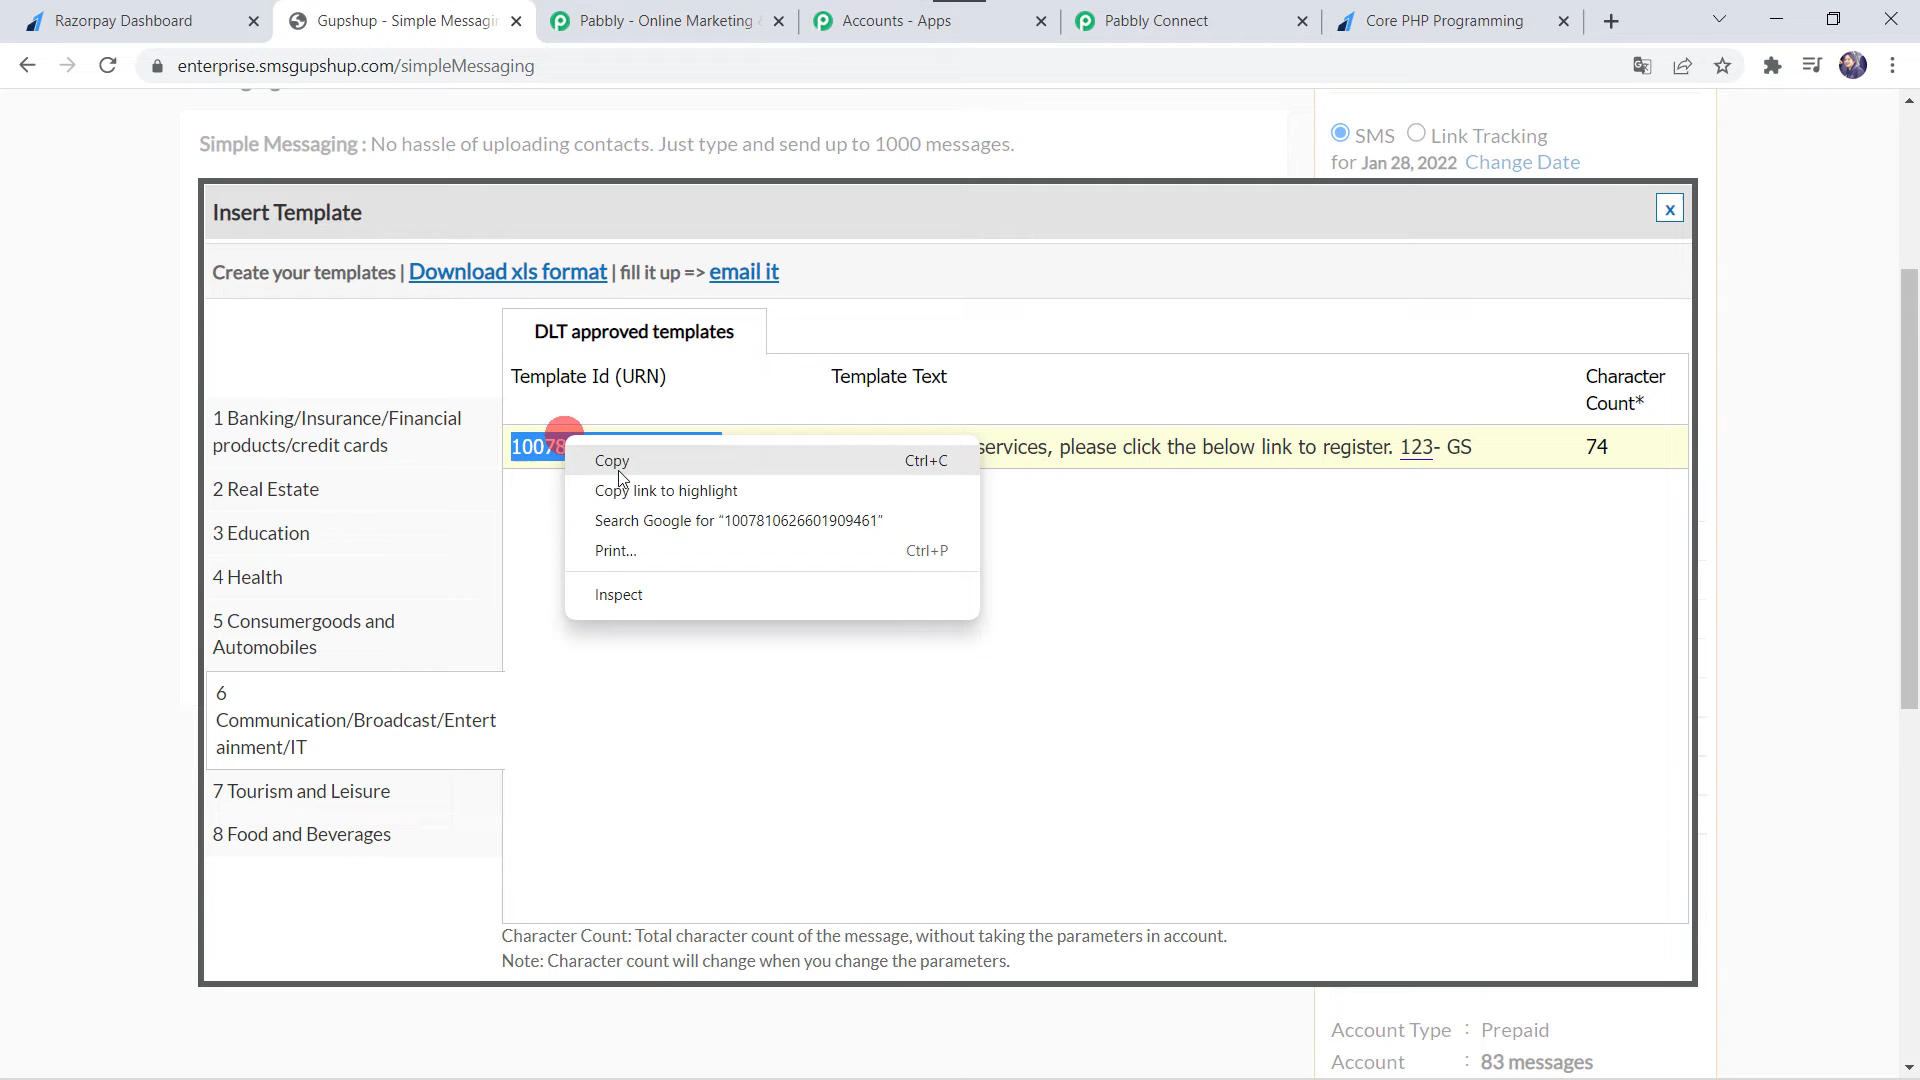 Razorpay Dashboard
Gupshup - Simple Messagin
Pabbly - Online Marketing
Accounts - Apps
Pabbly Connect
Core PHP Programming
enterprise.smsgupshup.com/simpleMessaging
Simple Messaging : No hassle of uploading contacts. Just type and send up to 1000 messages.
SMS Link Tracking
for Jan 28, 2022 Change Date
Insert Template
x
Create your templates | Download xls format | fill it up => email it
DLT approved templates
Template Id (URN) Template Text Character
Count*
10078 services, please click the below link to register. 123- GS 74
Copy Ctrl+C
Copy link to highlight
Search Google for “1007810626601909461”
Print... Ctrl+P
Inspect
1 Banking/Insurance/Financial
products/credit cards
2 Real Estate
3 Education
4 Health
5 Consumergoods and
Automobiles
6
Communication/Broadcast/Entert
ainment/IT
7 Tourism and Leisure
8 Food and Beverages
Character Count: Total character count of the message, without taking the parameters in account.
Note: Character count will change when you change the parameters.
Account Type : Prepaid
Account : 83 messages